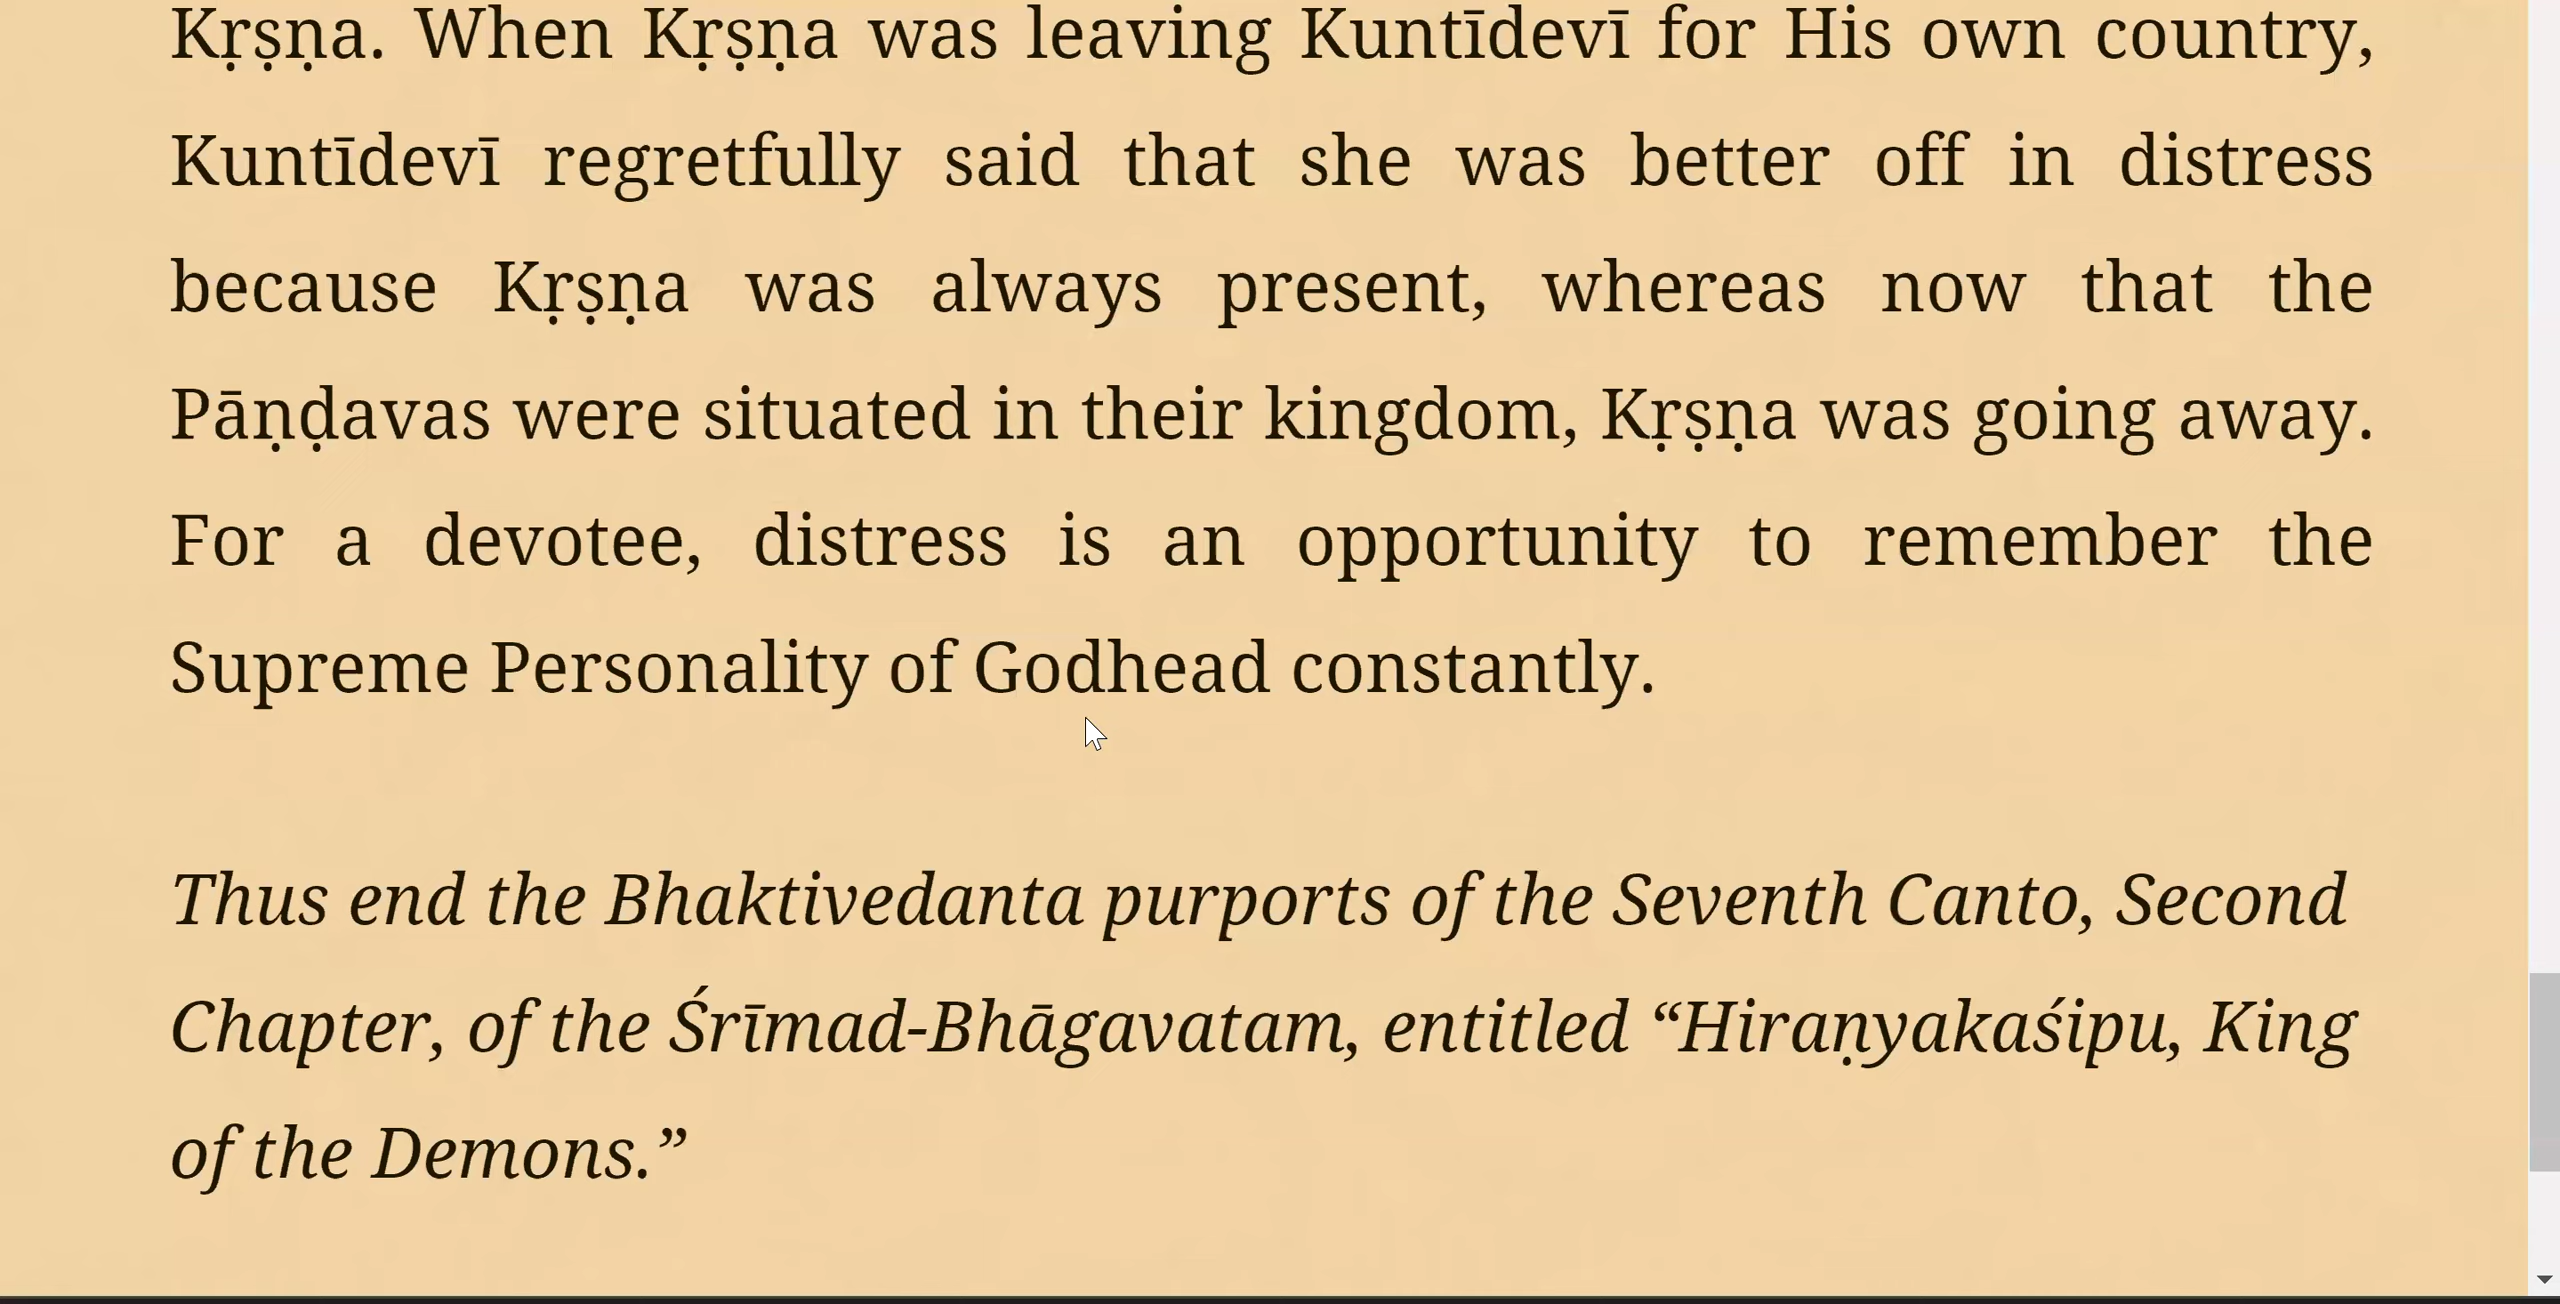 Kṛṣṇa. When Kṛṣṇa was leaving Kuntīdevī for His own country,
Kuntīdevī regretfully said that she was better off in distress
because Kṛṣṇa was always present, whereas now that the
Pāṇḍavas were situated in their kingdom, Kṛṣṇa was going away.
For a devotee, distress is an opportunity to remember the
Supreme Personality of Godhead constantly.
Thus end the Bhaktivedanta purports of the Seventh Canto, Second
Chapter, of the Śrīmad-Bhāgavatam, entitled “Hiraṇyakaśipu, King
of the Demons.”